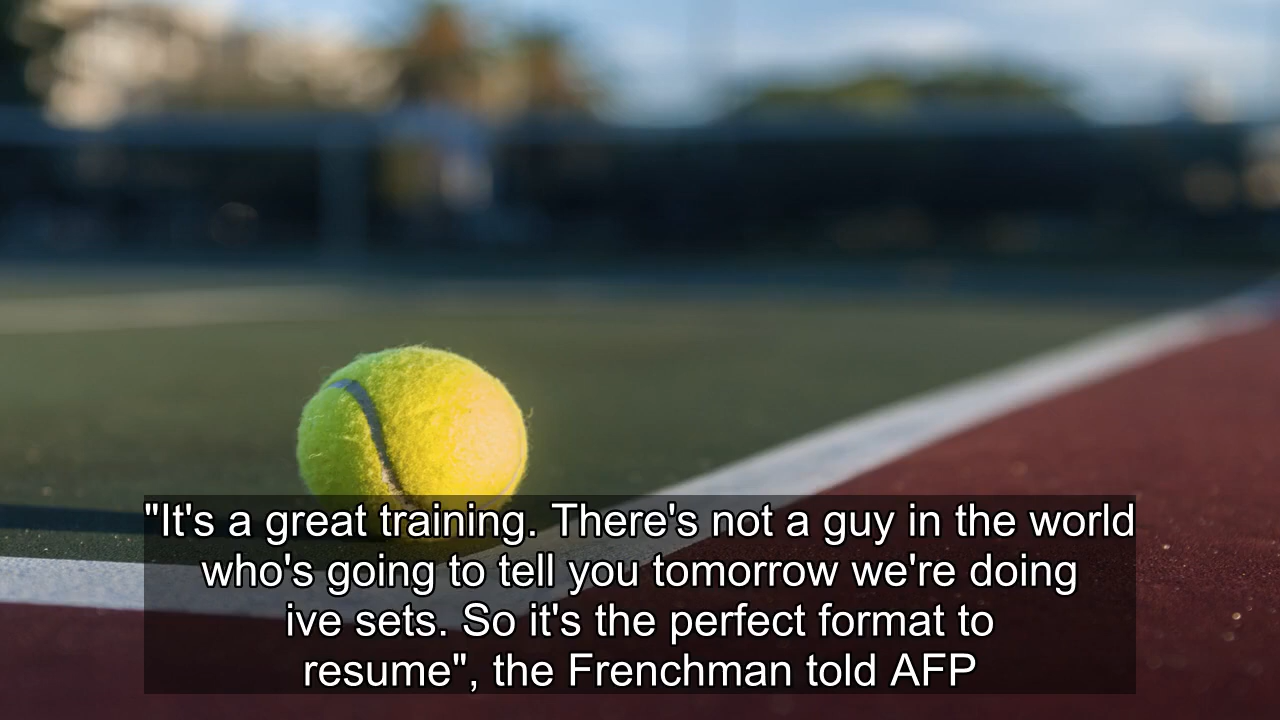 "It's a great training. There's not a guy in the world
who's going to tell you tomorrow we're doing
ive sets. So it's the perfect format to
resume", the Frenchman told AFP